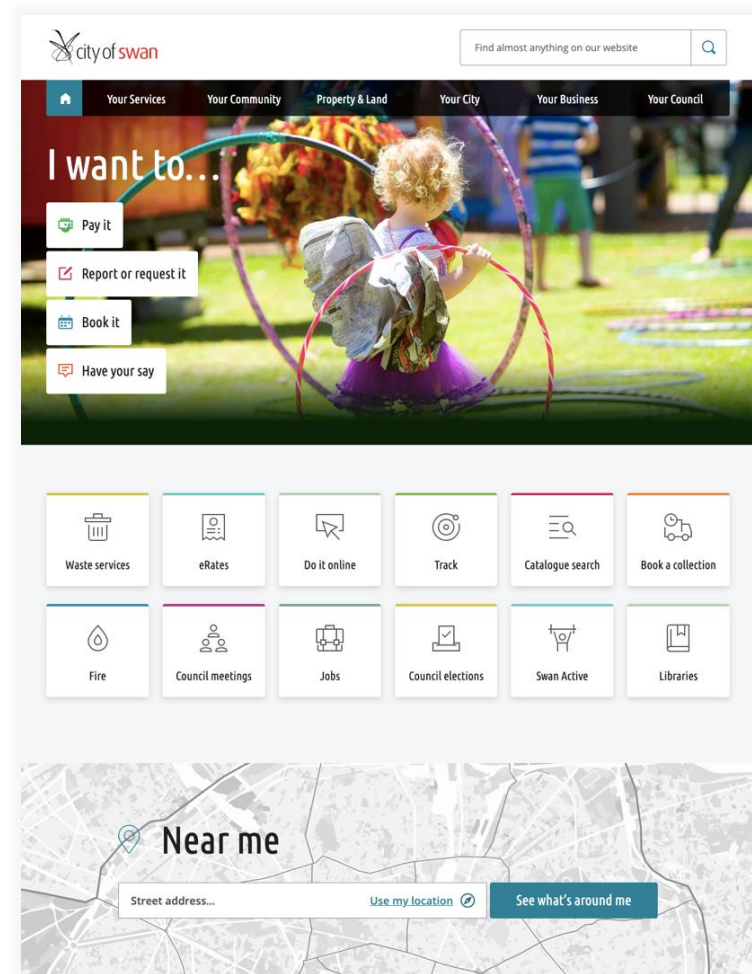 city of swan
Find almost anything on our website
Your Services Your Community Property & Land Your City Your Business Your Council
I want to...
Pay it
Report or request it
Book it
Have your say
Waste services eRates Do it online Track Catalogue search Book a collection
Fire Council meetings Jobs Council elections Swan Active Libraries
Near me
Street address... Use my location See what's around me